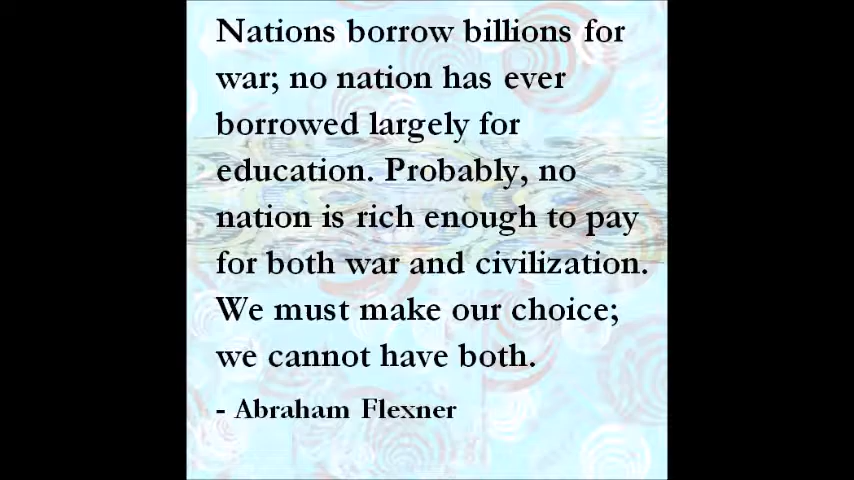 Nations borrow billions for
war; no nation has ever
borrowed largely for
education. Probably, no
nation is rich enough to pay
for both war and civilization.
We must make our choice;
we cannot have both.
- Abraham Flexner